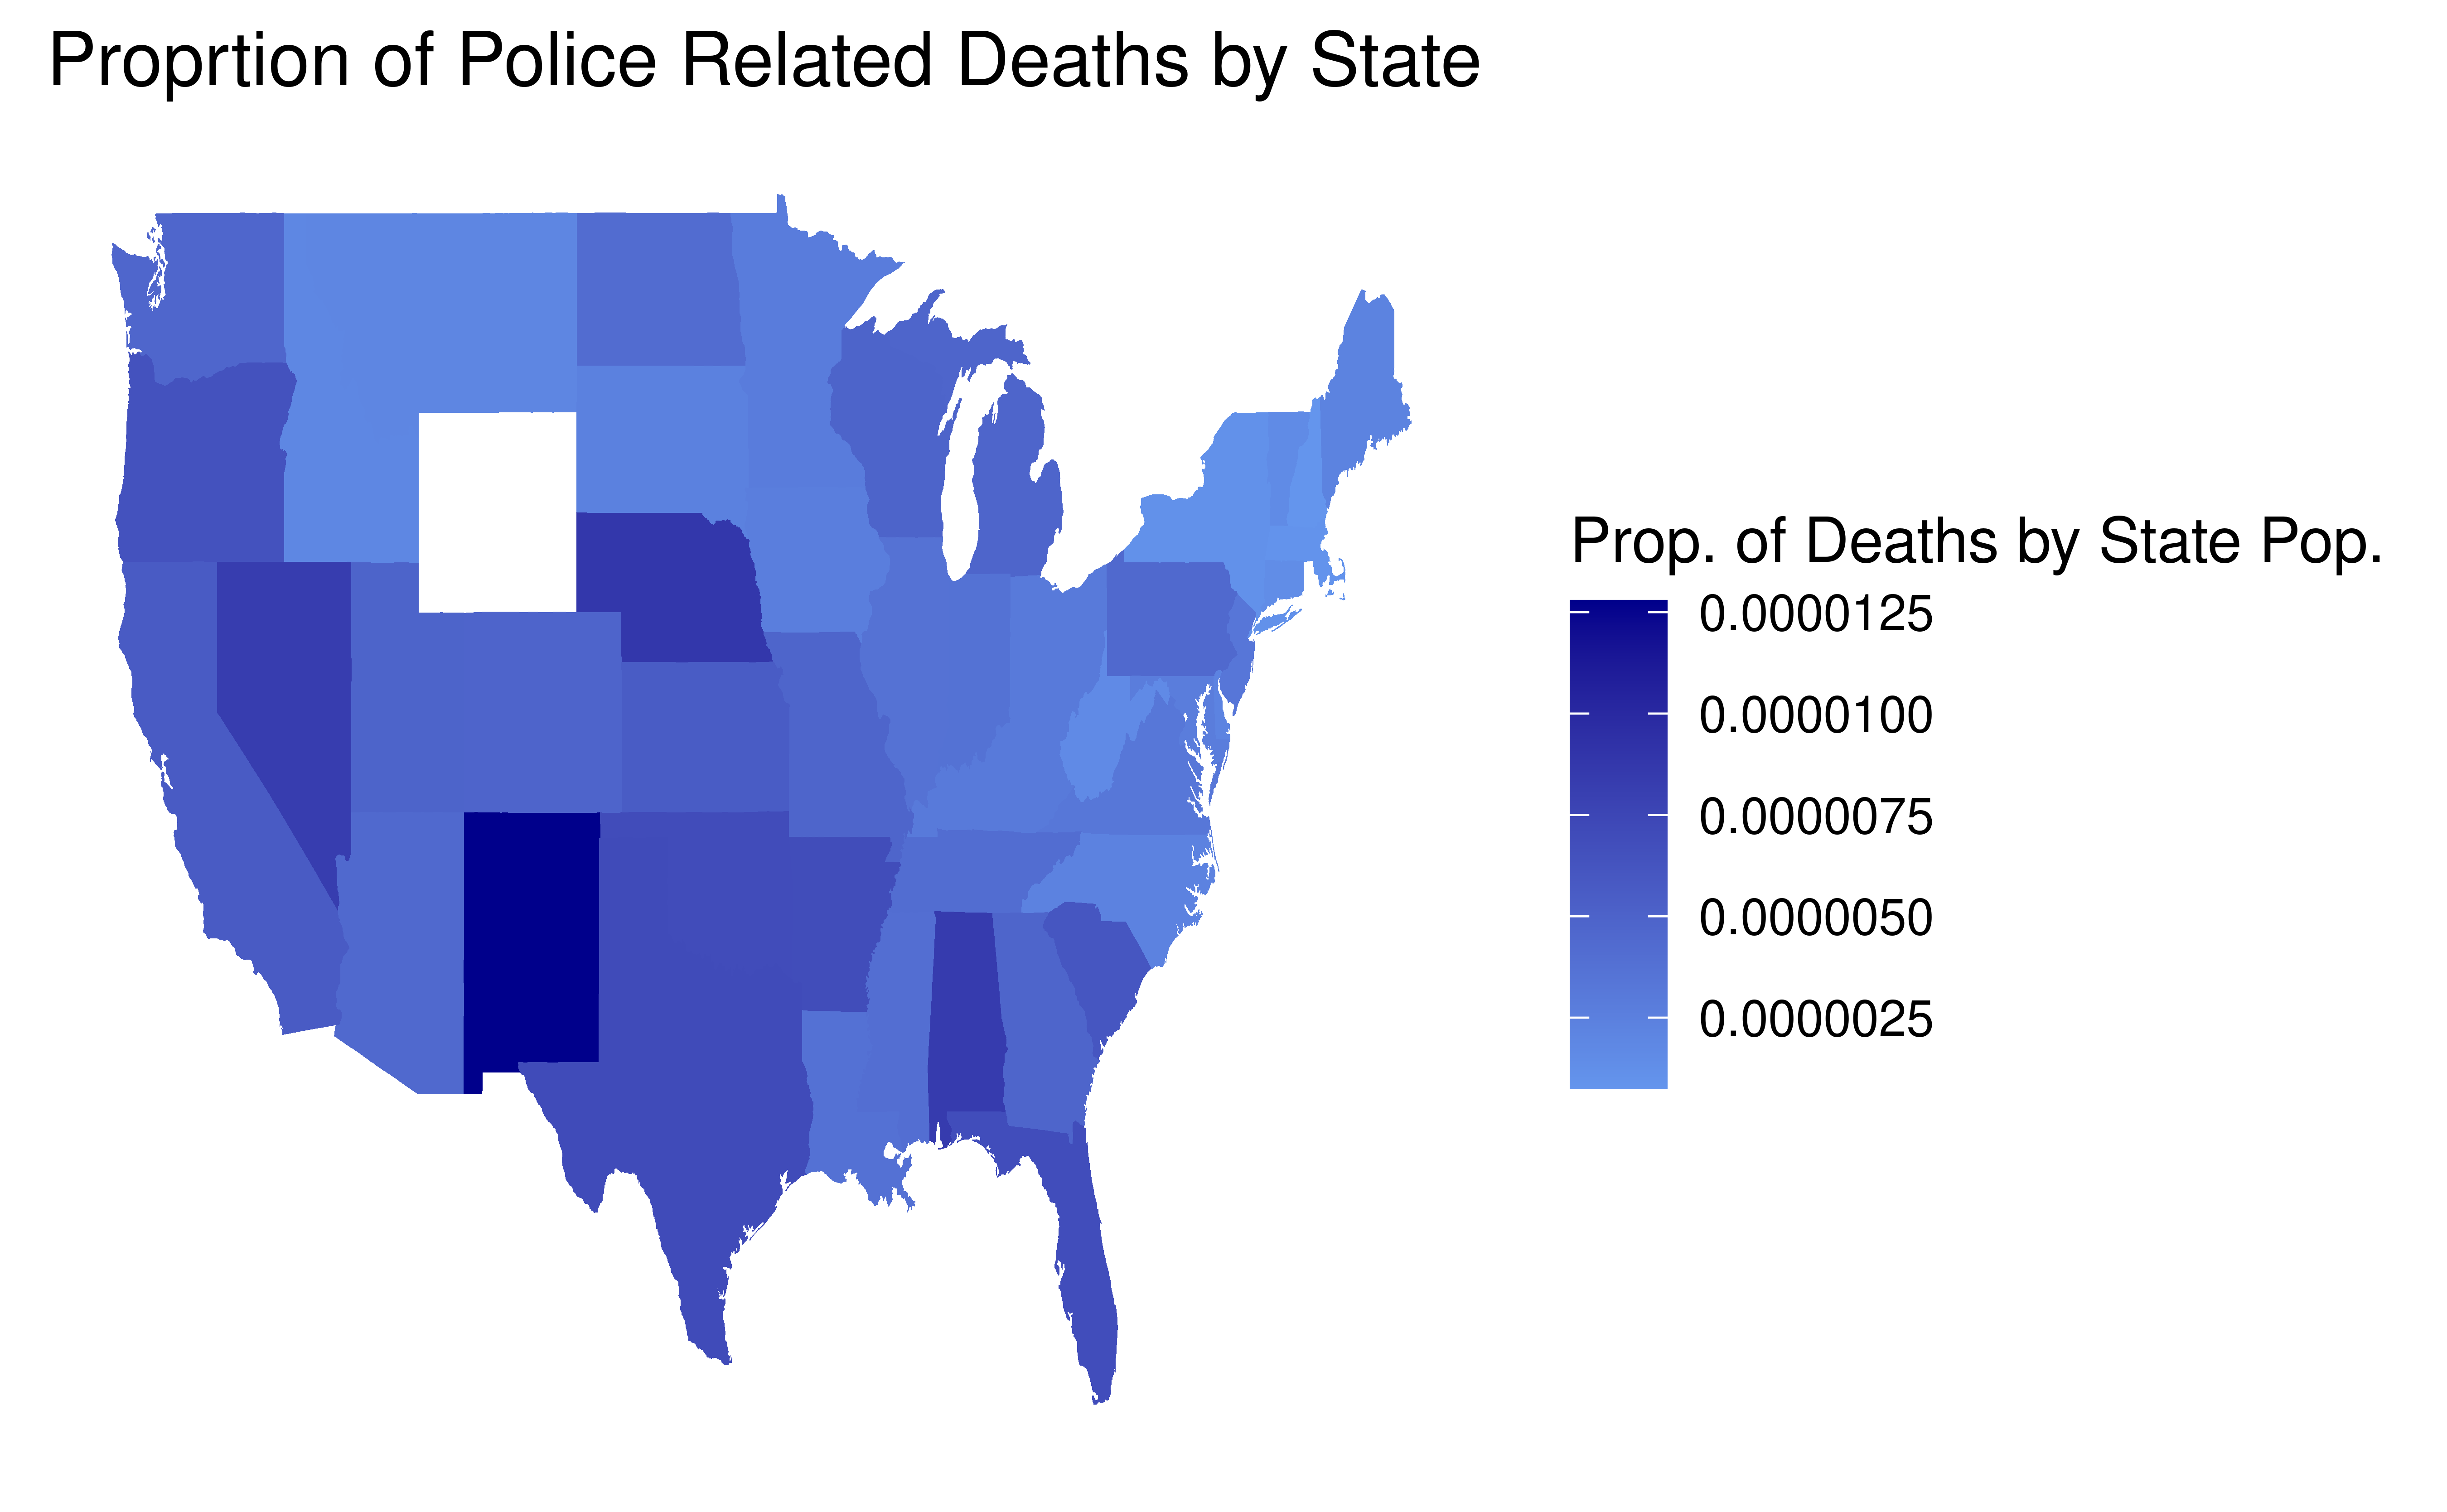 Proprtion of Police Related Deaths by State
Prop. of Deaths by State Pop.
0.0000125
0.0000100
0.0000075
0.0000050
0.0000025